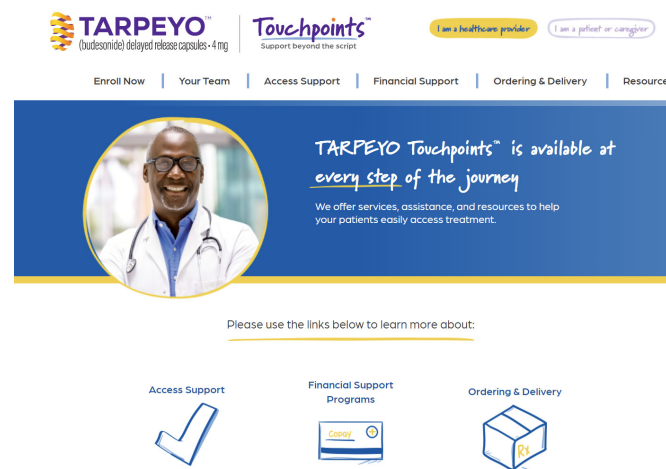 TARPEYO™
(budesonide) delayed release capsules • 4 mg
Touchpoints™
Support beyond the script
I am a healthcare provider
I am a patient or caregiver
Enroll Now
Your Team
Access Support
Financial Support
Ordering & Delivery
Resource
TARPEYO Touchpoints™ is available at
every step of the journey
We offer services, assistance, and resources to help
your patients easily access treatment.
Please use the links below to learn more about:
Access Support
Financial Support
Programs
Ordering & Delivery
Copay
Rx